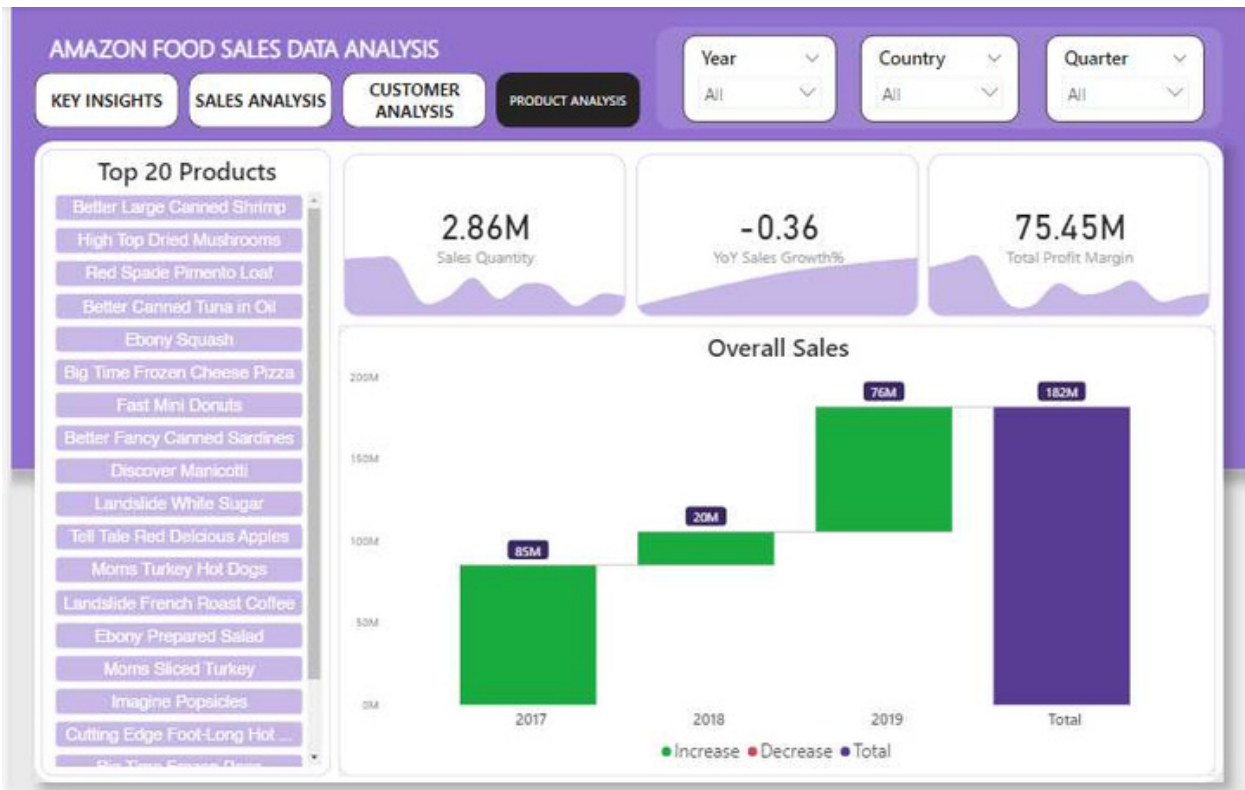 AMAZON FOOD SALES DATA ANALYSIS
KEY INSIGHTS
SALES ANALYSIS
CUSTOMER
ANALYSIS
PRODUCT ANALYSIS
Year
All
Country
All
Quarter
All
Top 20 Products
Better Large Canned Shrimp
High Top Dried Mushrooms
Red Spade Pimento Loaf
Better Canned Tuna in Oil
Ebony Squash
Big Time Frozen Cheese Pizza
Fast Mini Donuts
Better Fancy Canned Sardines
Discover Manicotti
Landslide White Sugar
Tell Tale Red Delcious Apples
Moms Turkey Hot Dogs
Landslide French Roast Coffee
Ebony Prepared Salad
Moms Sliced Turkey
Imagine Popsicles
Cutting Edge Foot-Long Hot ...
Big Time Frozen
2.86M
Sales Quantity
-0.36
YoY Sales Growth%
75.45M
Total Profit Margin
Overall Sales
200M
150M
100M
50M
0M
85M
20M
76M
182M
2017
2018
2019
Total
Increase
Decrease
Total